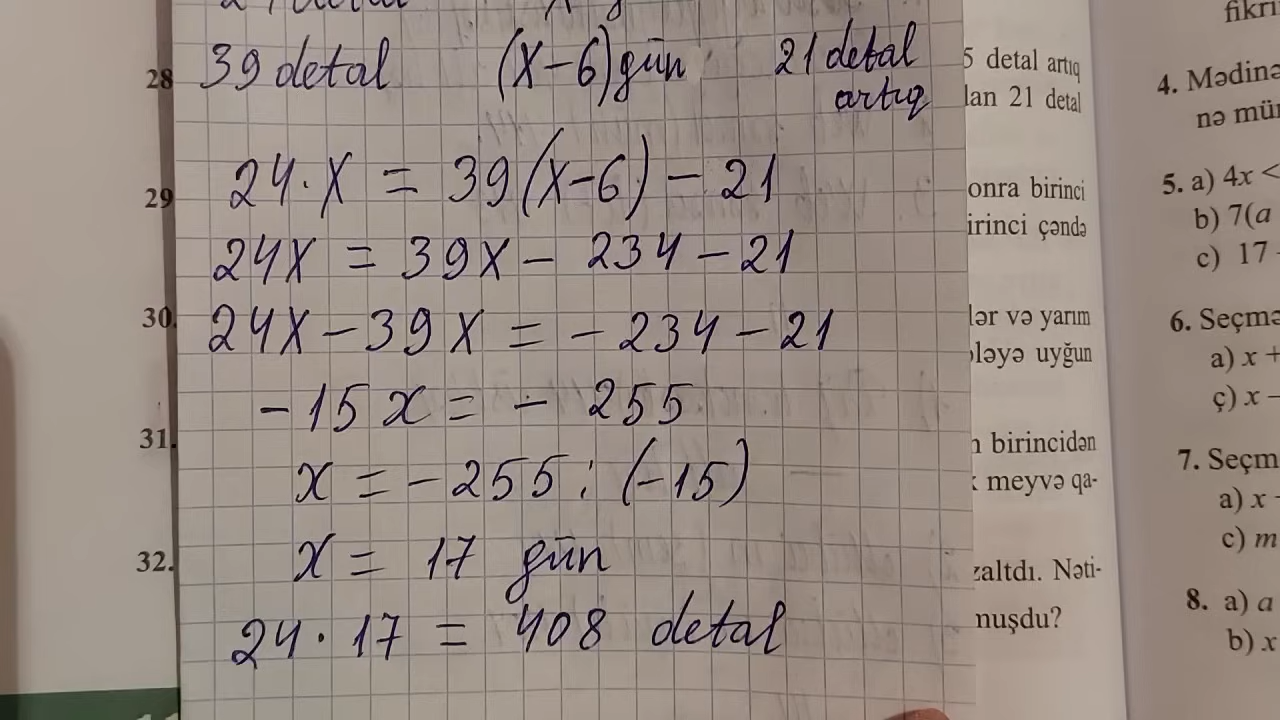 39 detal (x-6) gün 21 detal
artıq
24·x = 39(x-6) - 21
24x = 39x - 234 - 21
24x - 39x = - 234 - 21
-15x = - 255
x = -255 : (-15)
x = 17 gün
24·17 = 408 detal
28
29
30.
31.
32.
5 detal artıq
lan 21 detal
onra birinci
irinci çəndə
lər və yarım
ləyə uyğun
birincidən
meyvə qa-
zaltdı. Nəti-
nuşdu?
fikri
4. Mədinə
nə mü
5. a) 4x <
b) 7(a
c) 17
6. Seçmə
a) x +
ç) x -
7. Seçm
a) x
c) m
8. a) a
b) x